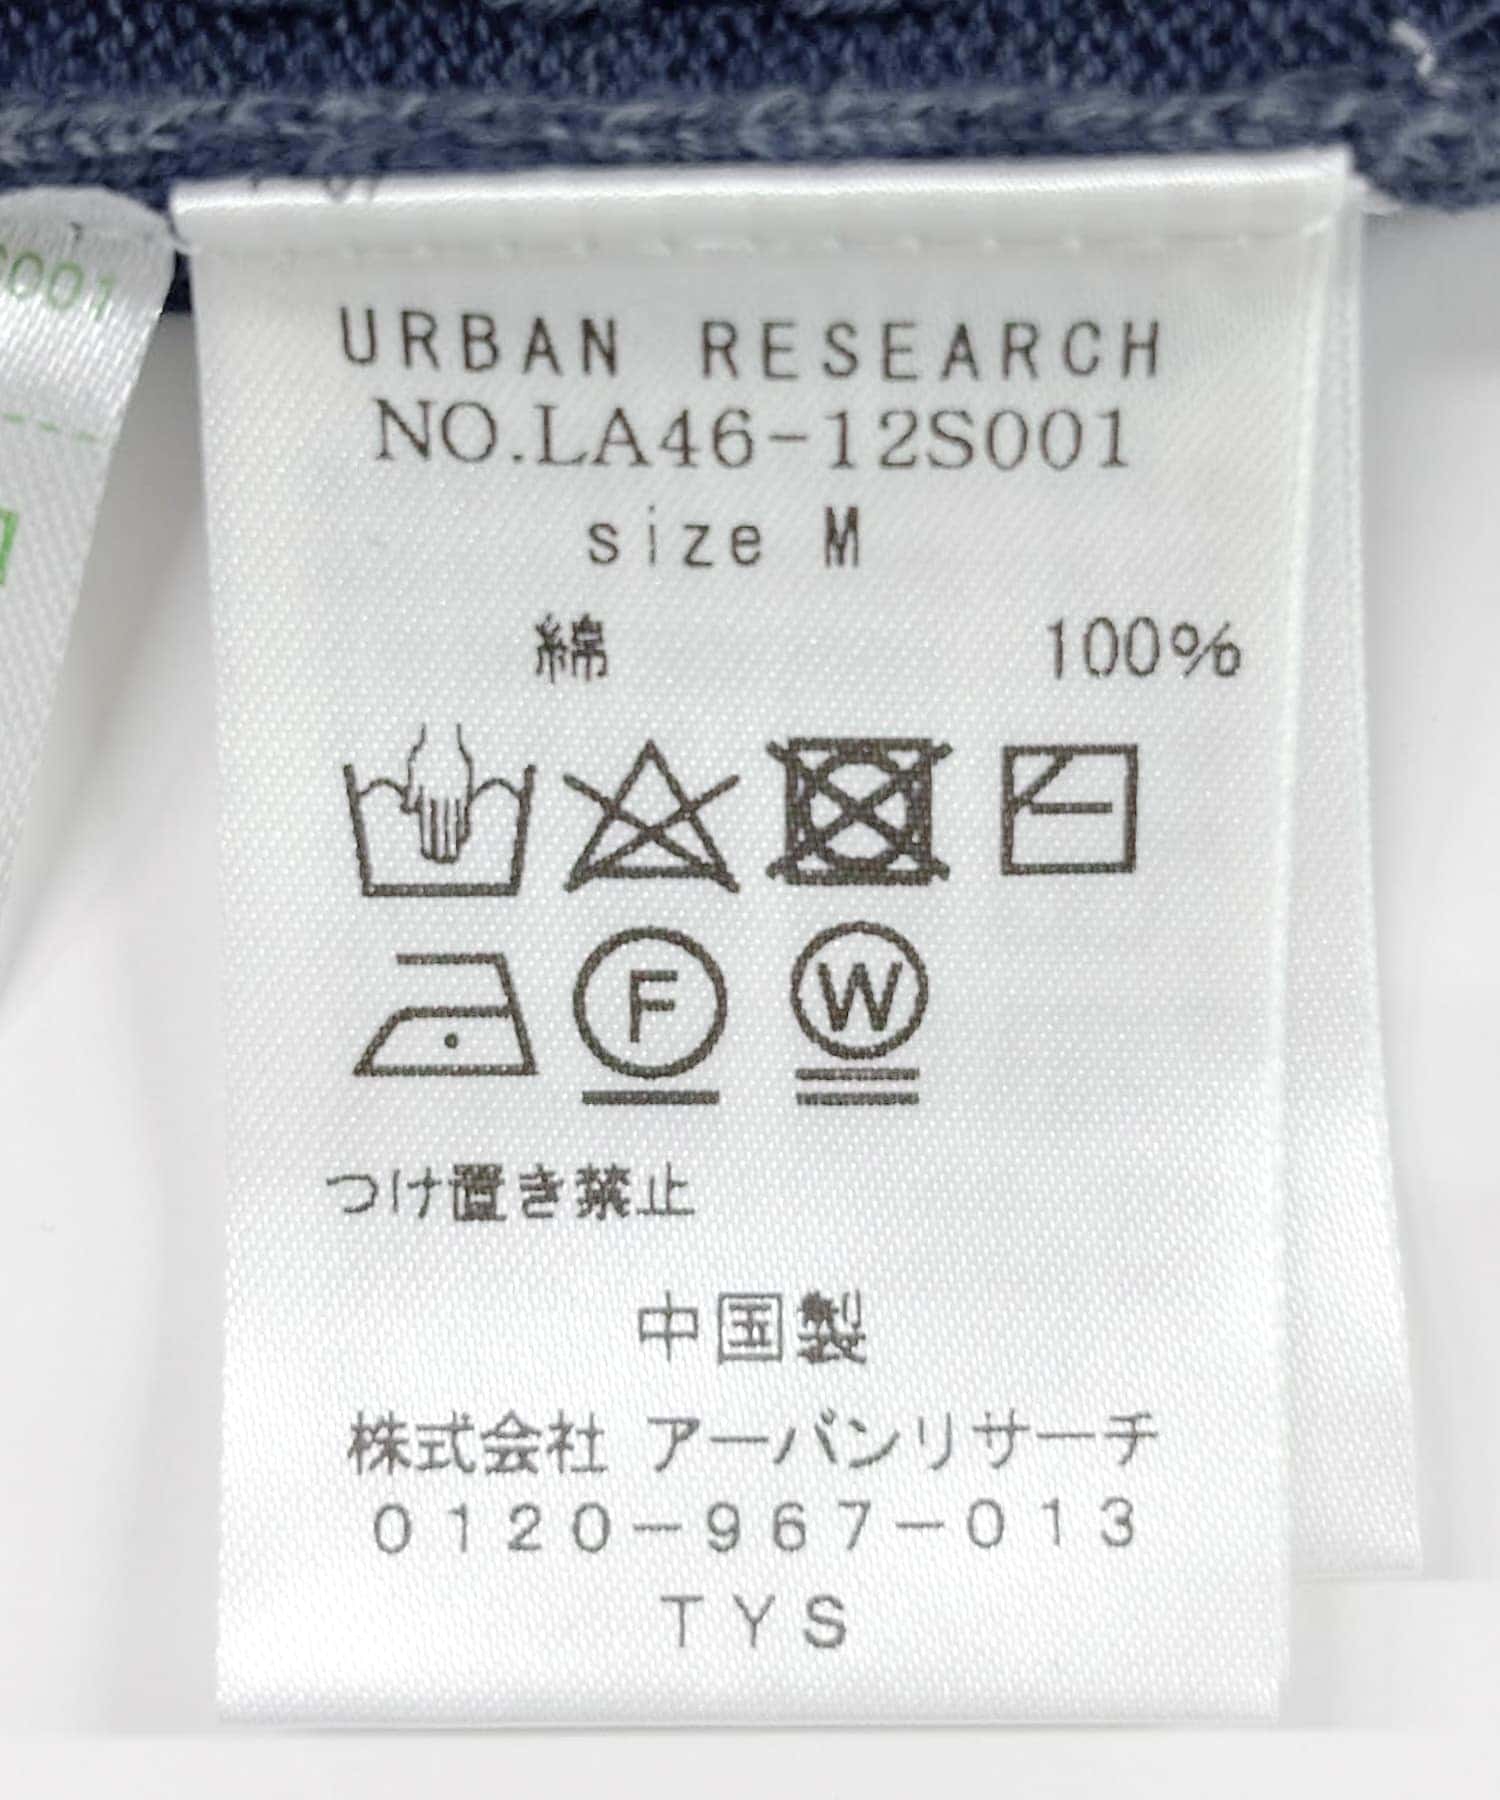 URBAN RESEARCH
NO.LA46-12S001
size M
綿 100%
F W
つけ置き禁止
中国製
株式会社 アーバンリサーチ
0120-967-013
TYS
S001